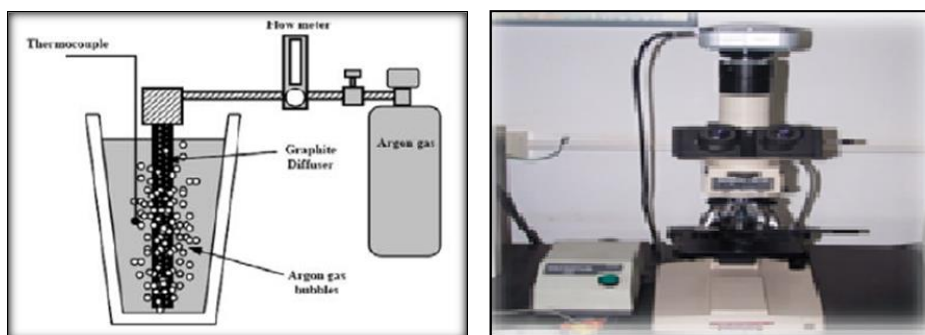 Flow meter
Thermocouple
Argon gas
Graphite
Diffuser
Argon gas
bubbles